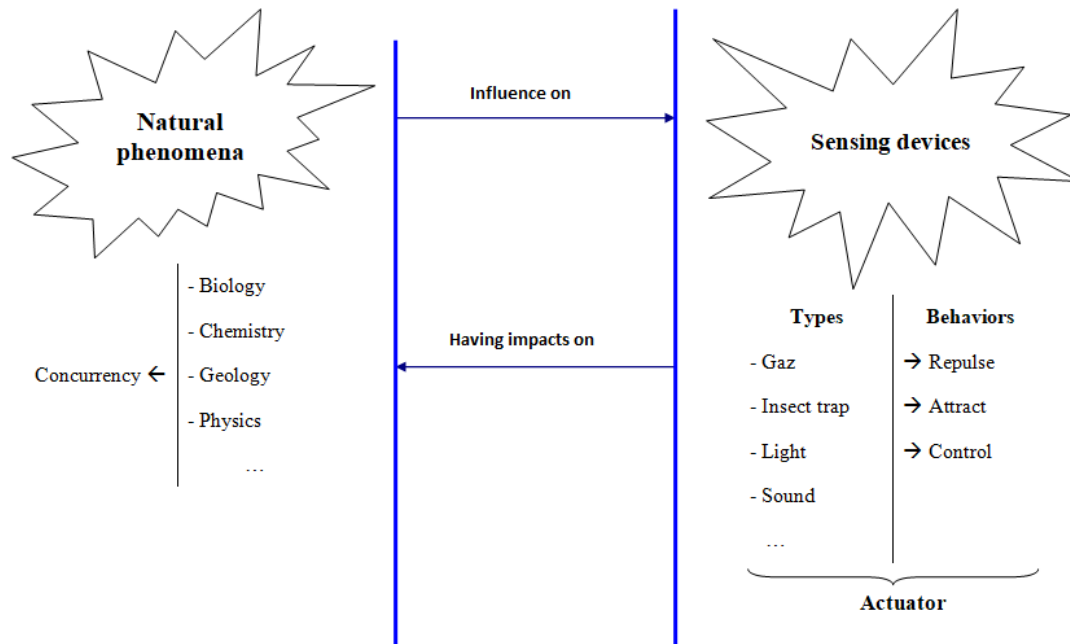 Natural
phenomena
- Biology
- Chemistry
Concurrency ← - Geology
- Physics
…
Influence on
Having impacts on
Sensing devices
Types Behaviors
- Gaz → Repulse
- Insect trap → Attract
- Light → Control
- Sound
…
Actuator